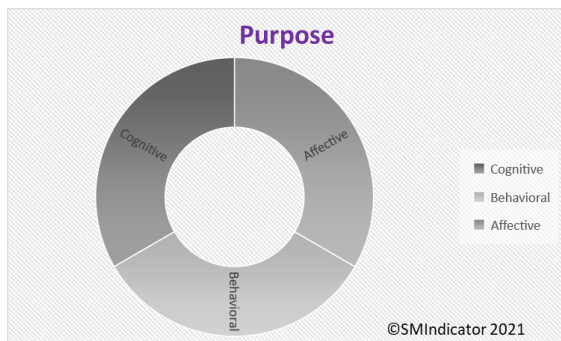 Purpose
Cognitive
Affective
Behavioral
Cognitive
Behavioral
Affective
©SMIndicator 2021